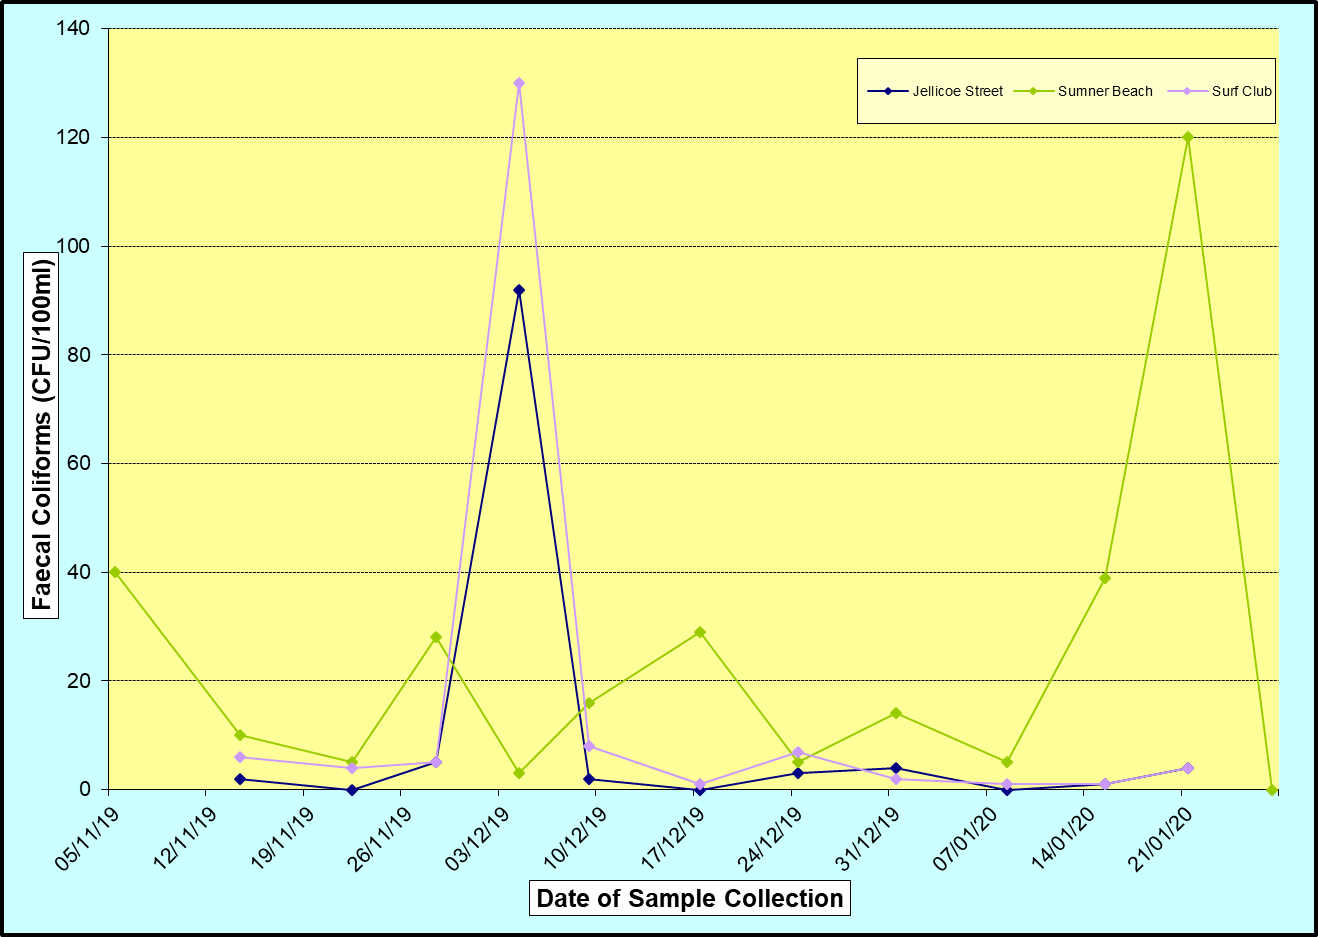 140
120
100
80
60
40
20
0
Faecal Coliforms (CFU/100ml)
Jellicoe Street Sumner Beach Surf Club
05/11/19 12/11/19 19/11/19 26/11/19 03/12/19 10/12/19 17/12/19 24/12/19 31/12/19 07/01/20 14/01/20 21/01/20
Date of Sample Collection